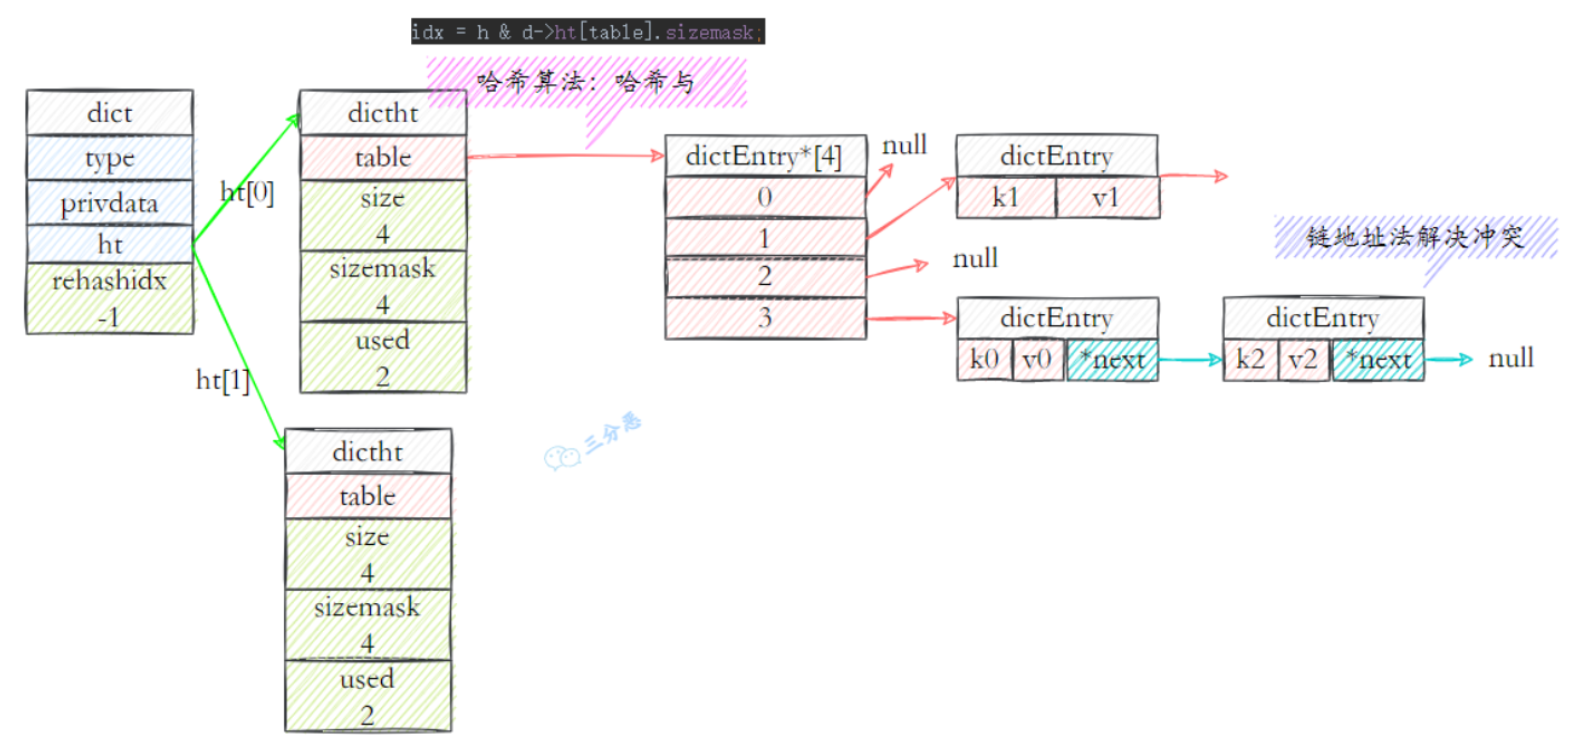 idx = h & d->ht[table].sizemask;
哈希算法：哈希与
dict
type
privdata
ht
rehashidx
-1
ht[0]
ht[1]
dictht
table
size
4
sizemask
4
used
2
dictht
table
size
4
sizemask
4
used
2
dictEntry*[4]
0
1
2
3
null
null
dictEntry
k1 v1
链地址法解决冲突
dictEntry
k0 v0 *next
dictEntry
k2 v2 *next
null
三分恶